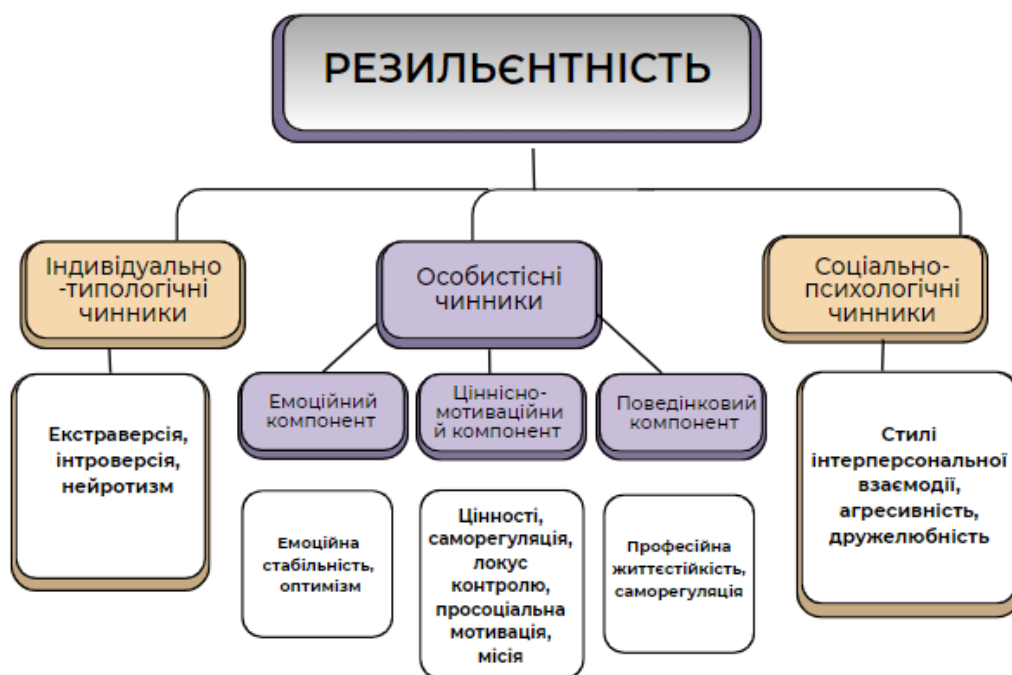 РЕЗИЛЬЄНТНІСТЬ
Індивідуально
-типологічні
чинники
Особистісні
чинники
Соціально-
психологічні
чинники
Екстраверсія,
інтроверсія,
нейротизм
Емоційний
компонент
Ціннісно-
мотиваційни
й компонент
Поведінковий
компонент
Стилі
інтерперсональної
взаємодії,
агресивність,
дружелюбність
Емоційна
стабільність,
оптимізм
Цінності,
саморегуляція,
локус
контролю,
просоціальна
мотивація,
місія
Професійна
життєстійкість,
саморегуляція